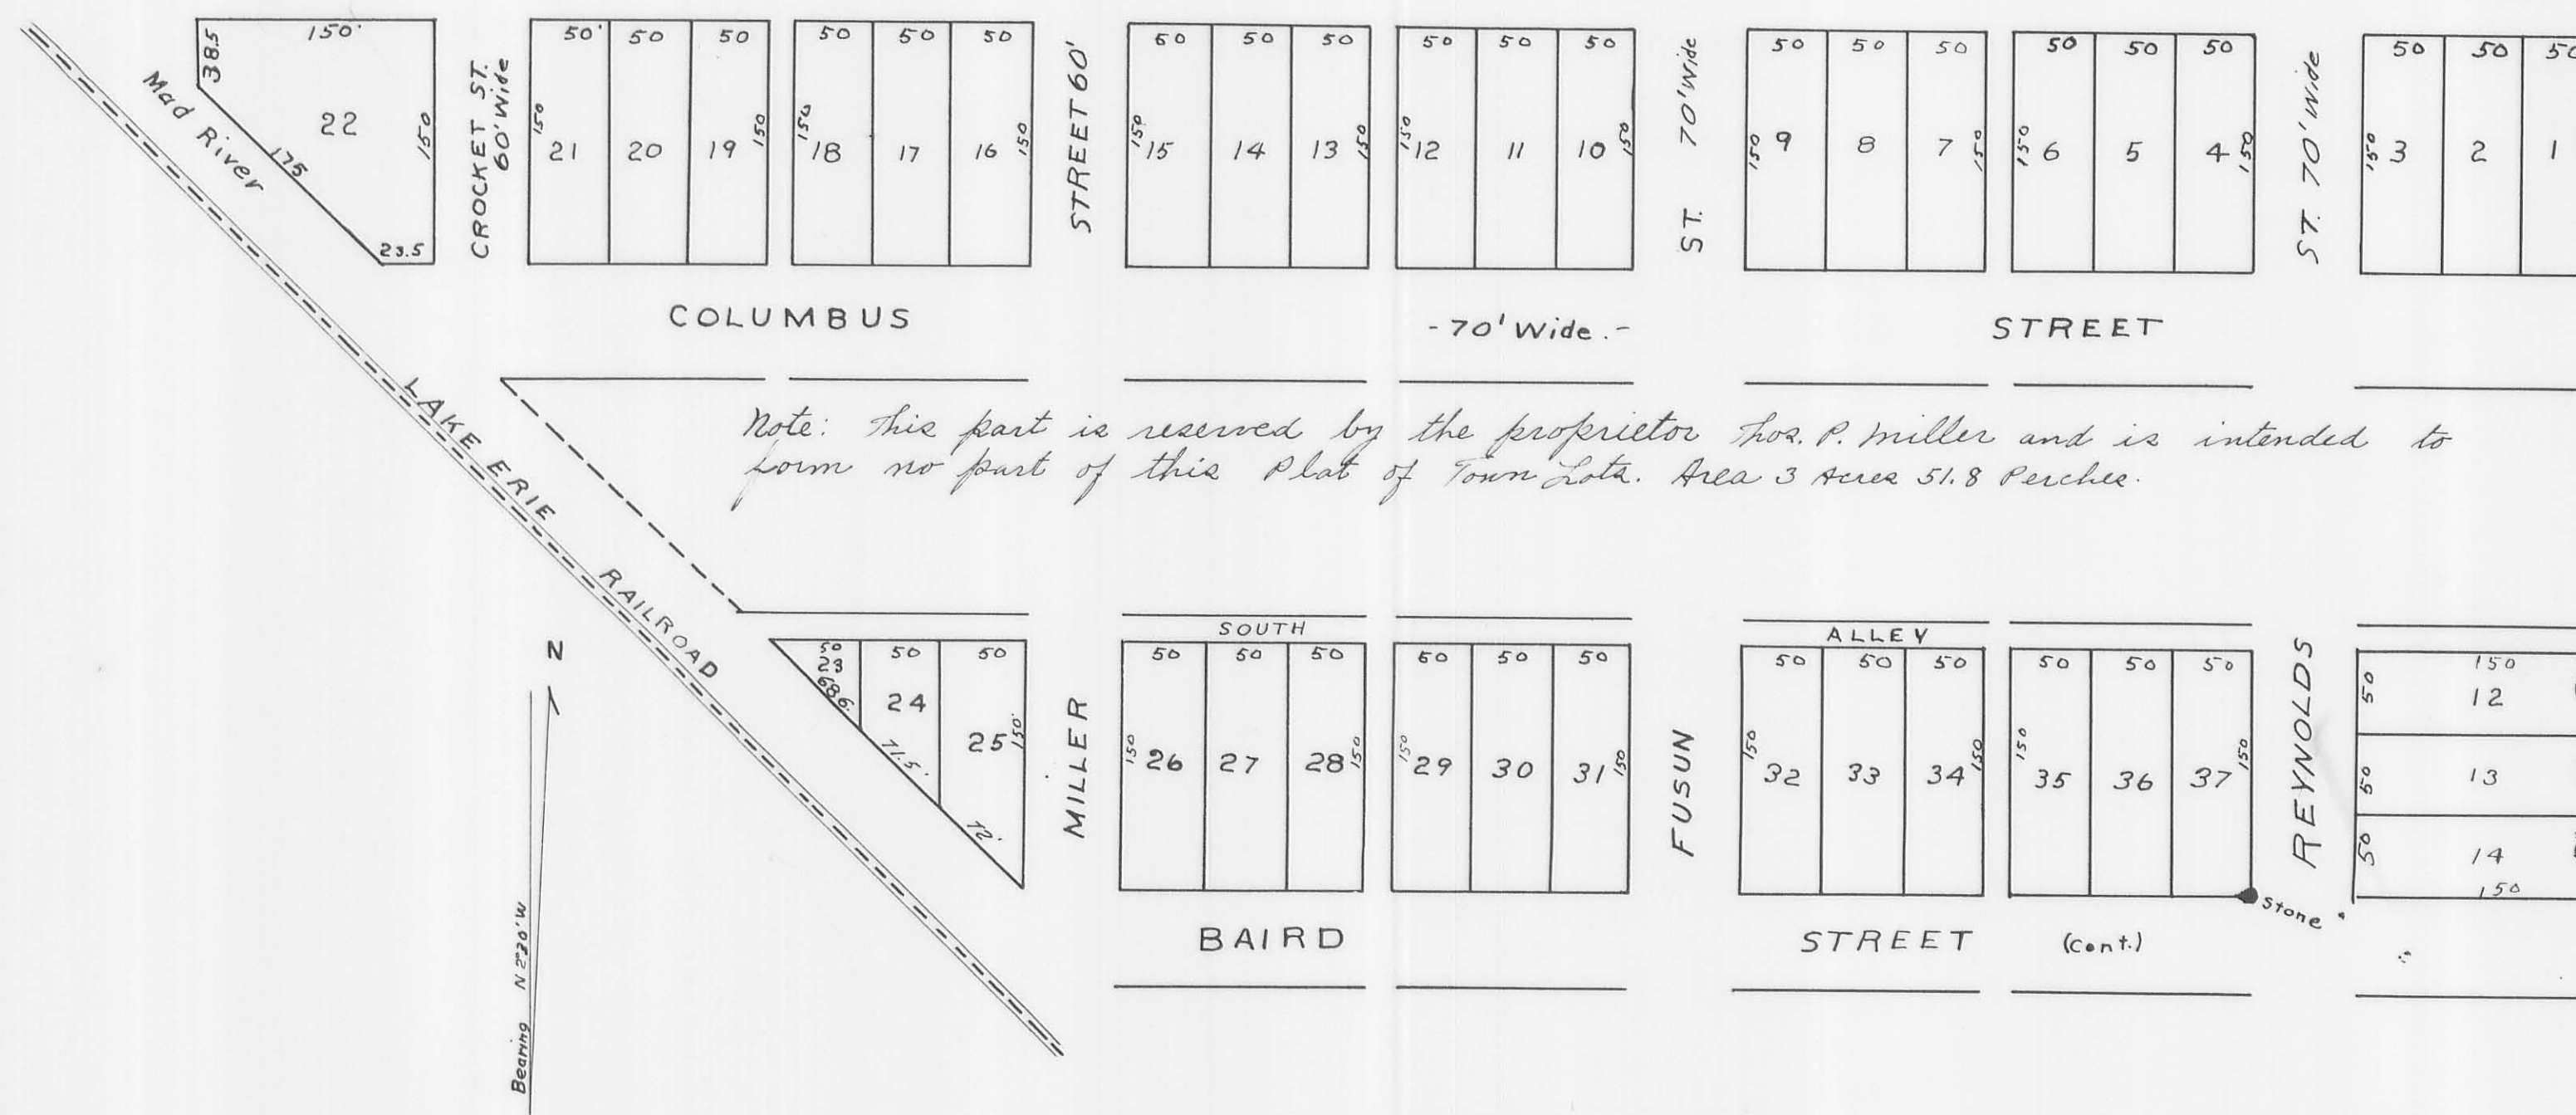 150'
38.5
22
150
175
23.5
Mad River
CROCKET ST.
60' Wide
50' 50 50
150 21 20 19 150
50 50 50
150 18 17 16 150
STREET 60'
60 50 50
150 15 14 13 150
50 50 50
150 12 11 10 150
ST. 70' Wide
50 50 50
150 9 8 7 150
50 50 50
150 6 5 4 150
ST. 70' Wide
50 50 50
150 3 2 1
COLUMBUS -70' Wide.- STREET
Note: This part is reserved by the proprietor Thos. P. Miller and is intended to
form no part of this Plat of Town Lots. Area 3 Acres 51.8 Perches.
LAKE ERIE RAILROAD
SOUTH ALLEY
N
Bearing N 2°30' W
50 50 50
23 24 25 150'
68.6 71.5' 72'
MILLER
50 50 50
150 26 27 28 150
60 50 50
150 29 30 31 150
FUSUN
50 50 50
150 32 33 34 150
50 50 50
150 35 36 37 150
REYNOLDS
150
50 12
50 13
50 14
150
Stone
BAIRD STREET (cont.)